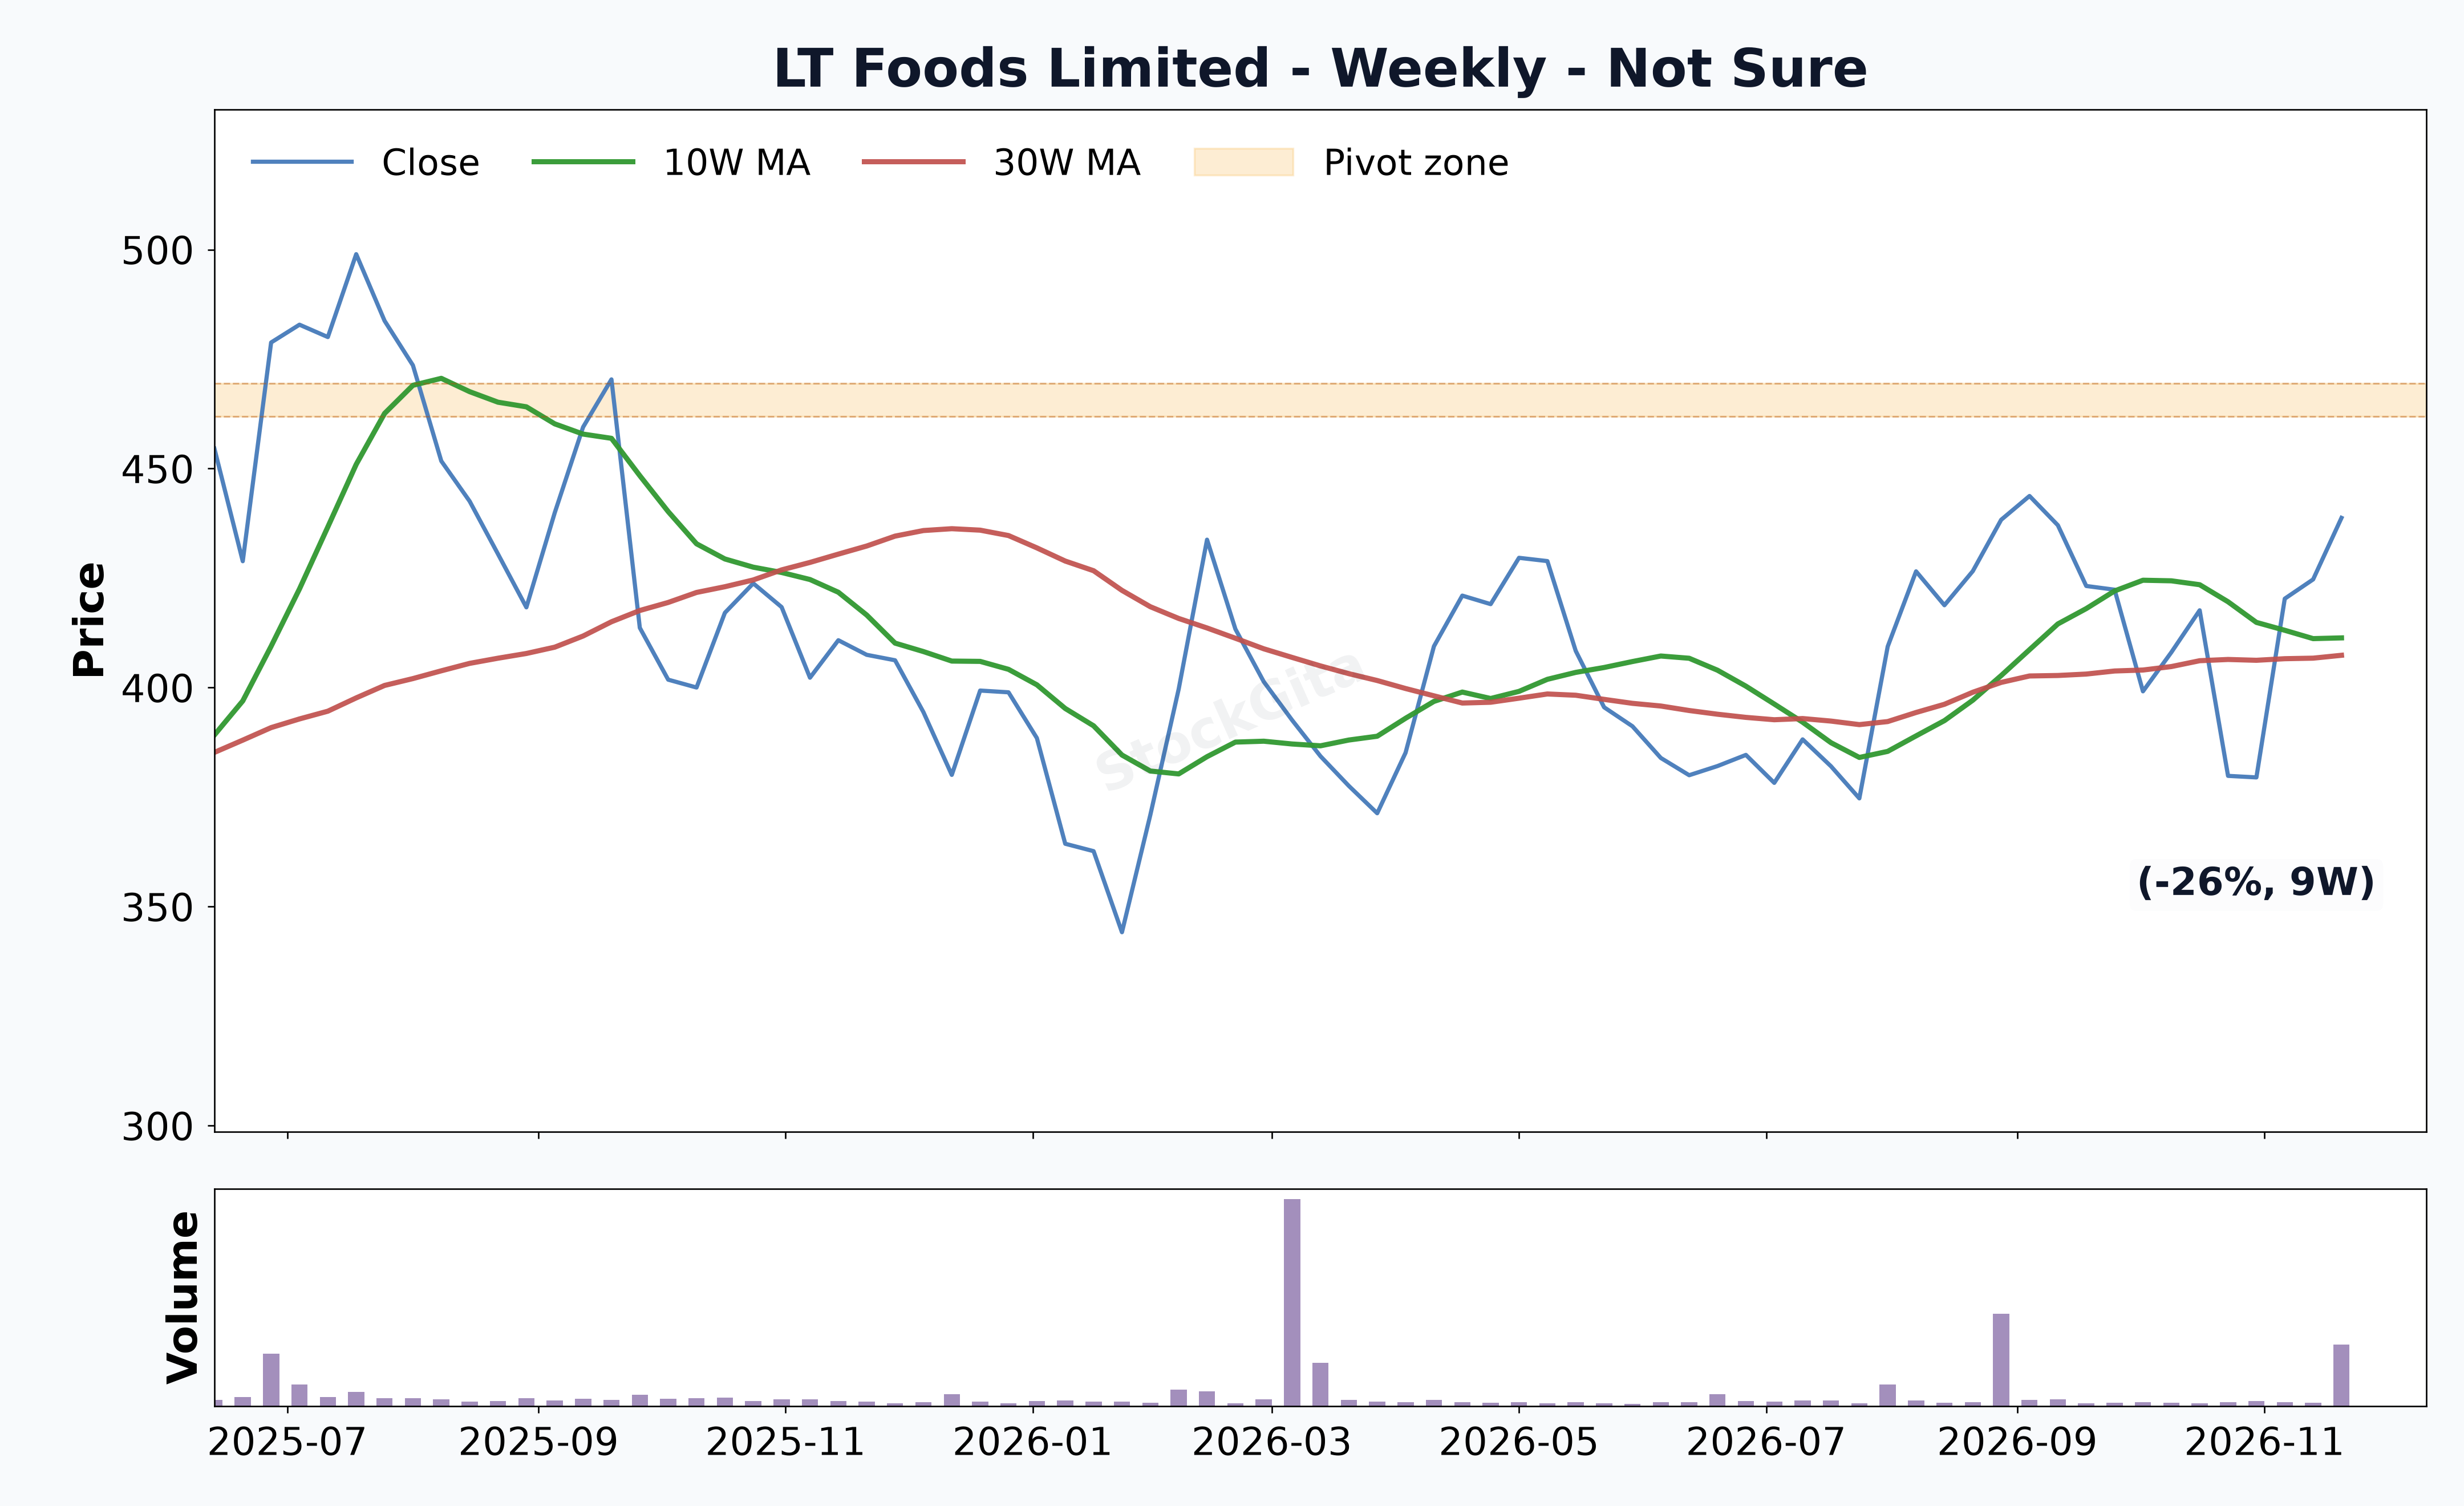 LT Foods Limited - Weekly - Not Sure
Close 10W MA 30W MA Pivot zone
500
450
400
350
300
Price
StockGita
(-26%, 9W)
Volume
2025-07 2025-09 2025-11 2026-01 2026-03 2026-05 2026-07 2026-09 2026-11